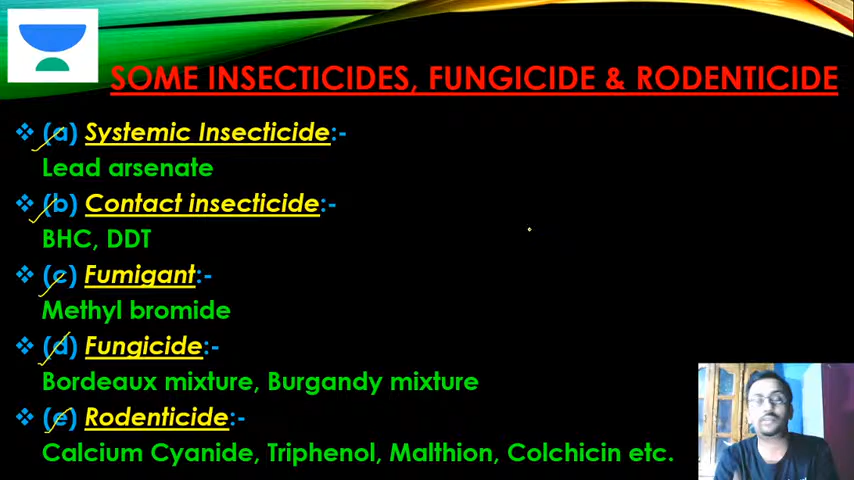 SOME INSECTICIDES, FUNGICIDE & RODENTICIDE
❖ (a) Systemic Insecticide:-
Lead arsenate
❖ (b) Contact insecticide:-
BHC, DDT
❖ (c) Fumigant:-
Methyl bromide
❖ (d) Fungicide:-
Bordeaux mixture, Burgandy mixture
❖ (e) Rodenticide:-
Calcium Cyanide, Triphenol, Malthion, Colchicin etc.